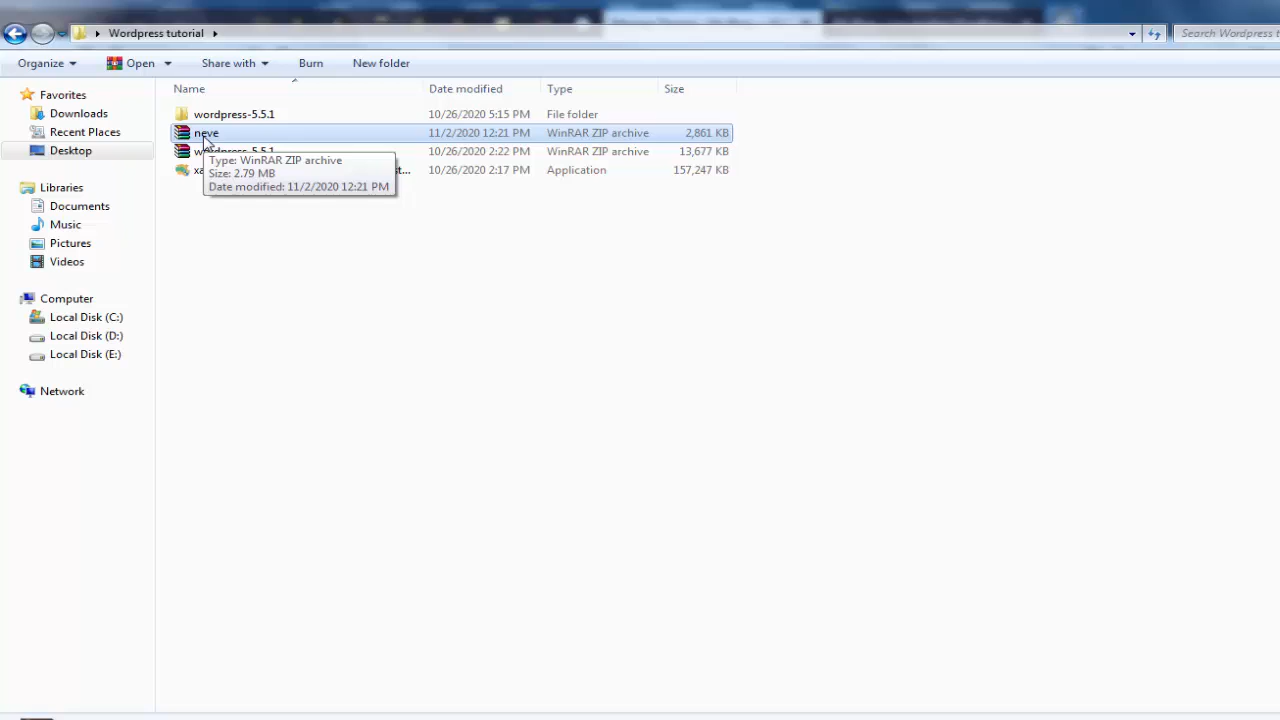 Wordpress tutorial
Search Wordpress t
Organize Open Share with Burn New folder
Name Date modified Type Size
Favorites
Downloads
Recent Places
Desktop
Libraries
Documents
Music
Pictures
Videos
Computer
Local Disk (C:)
Local Disk (D:)
Local Disk (E:)
Network
wordpress-5.5.1 10/26/2020 5:15 PM File folder
neve 11/2/2020 12:21 PM WinRAR ZIP archive 2,861 KB
wordpress-5.5.1 10/26/2020 2:22 PM WinRAR ZIP archive 13,677 KB
10/26/2020 2:17 PM Application 157,247 KB
Type: WinRAR ZIP archive
Size: 2.79 MB
Date modified: 11/2/2020 12:21 PM